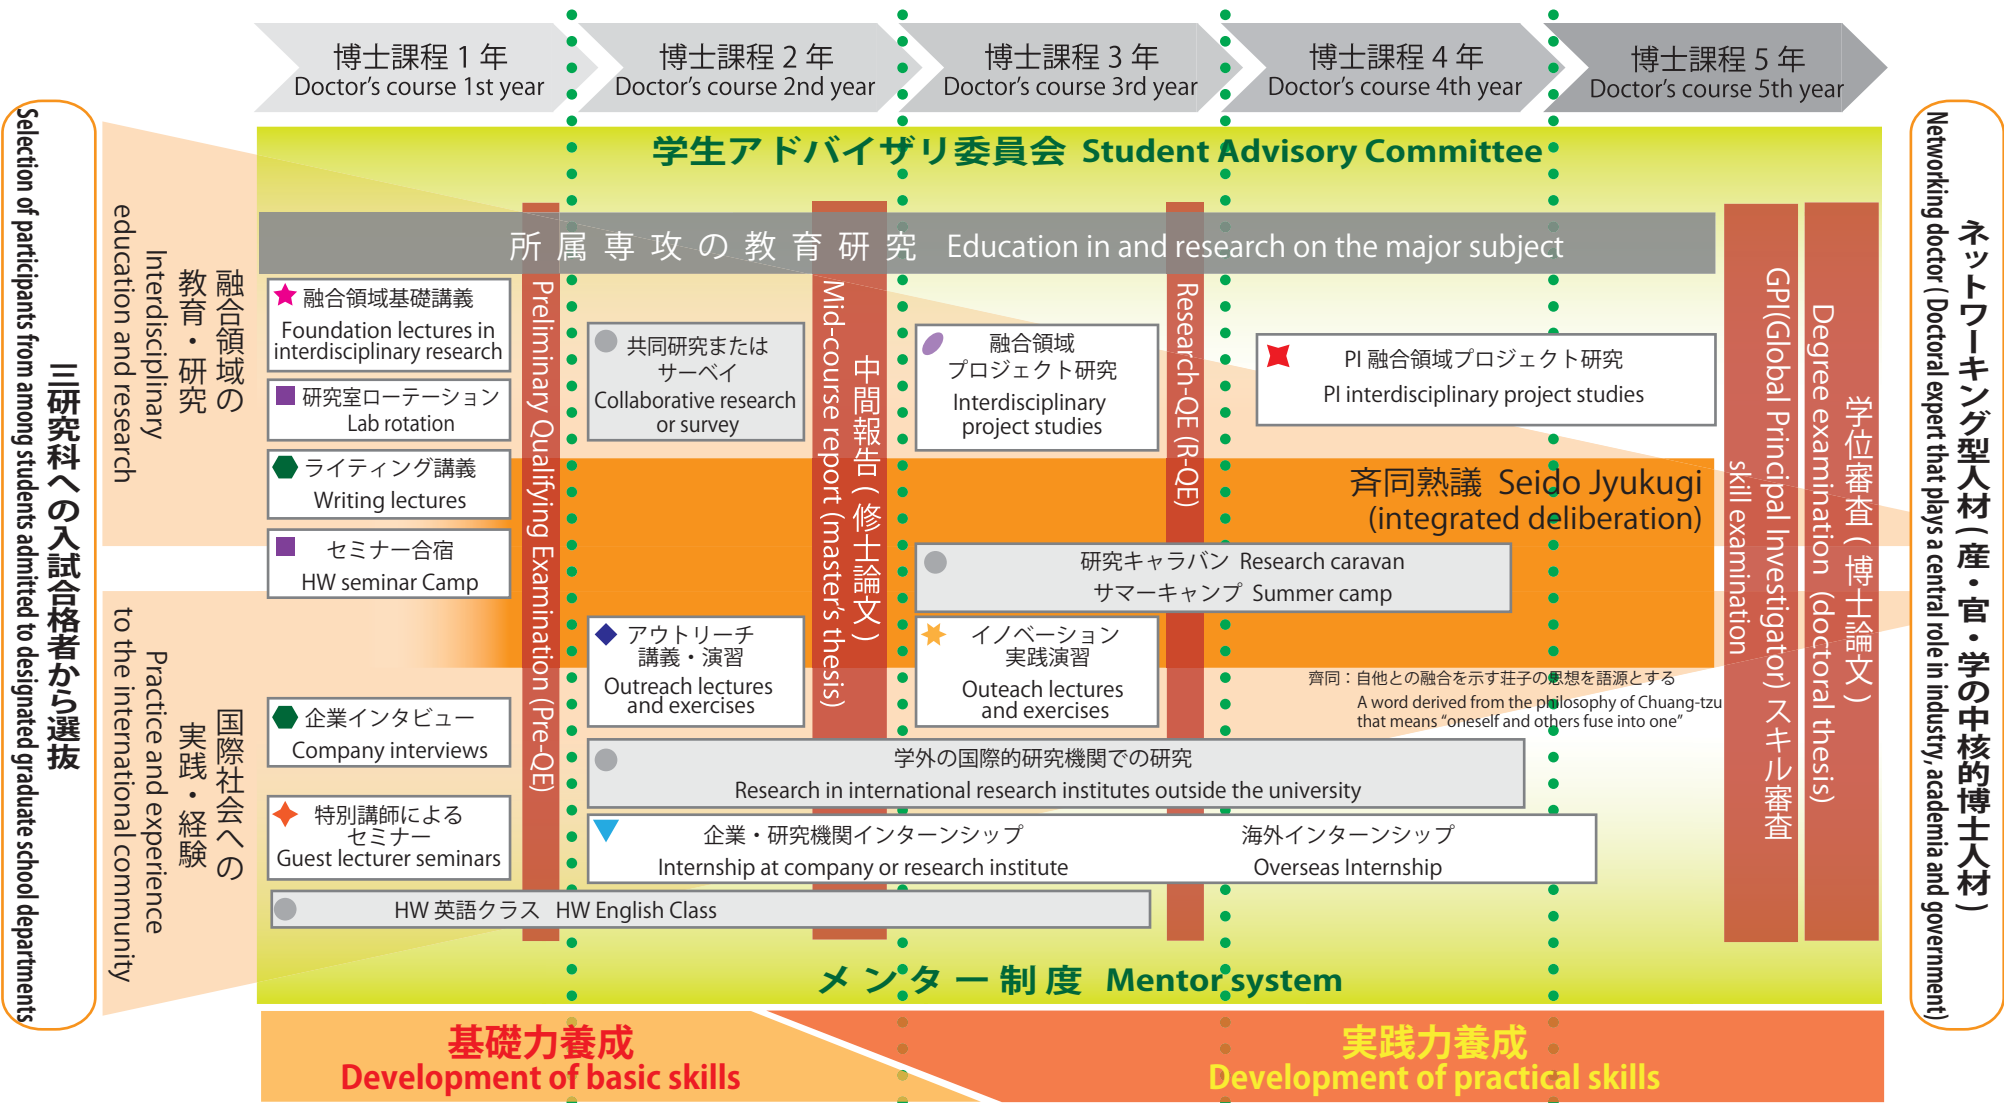 博士課程 1 年
Doctor's course 1st year
博士課程 2 年
Doctor's course 2nd year
博士課程 3 年
Doctor's course 3rd year
博士課程 4 年
Doctor's course 4th year
博士課程 5 年
Doctor's course 5th year
三研究科への入試合格者から選抜
Selection of participants from among students admitted to designated graduate school departments
融合領域の
教育・研究
Interdisciplinary
education and research
国際社会への
実践・経験
Practice and experience
to the international community
学生アドバイザリ委員会 Student Advisory Committee
所属専攻の教育研究 Education in and research on the major subject
融合領域基礎講義
Foundation lectures in
interdisciplinary research
研究室ローテーション
Lab rotation
ライティング講義
Writing lectures
セミナー合宿
HW seminar Camp
企業インタビュー
Company interviews
特別講師による
セミナー
Guest lecturer seminars
HW 英語クラス HW English Class
Preliminary Qualifying Examination (Pre-QE)
共同研究または
サーベイ
Collaborative research
or survey
アウトリーチ
講義・演習
Outreach lectures
and exercises
中間報告(修士論文)
Mid-course report (master's thesis)
融合領域
プロジェクト研究
Interdisciplinary
project studies
Research-QE (R-QE)
PI 融合領域プロジェクト研究
PI interdisciplinary project studies
斉同熟議 Seido Jyukugi
(integrated deliberation)
研究キャラバン Research caravan
サマーキャンプ Summer camp
イノベーション
実践演習
Outeach lectures
and exercises
齊同：自他との融合を示す荘子の思想を語源とする
A word derived from the philosophy of Chuang-tzu
that means “oneself and others fuse into one”
学外の国際的研究機関での研究
Research in international research institutes outside the university
企業・研究機関インターンシップ
Internship at company or research institute
海外インターンシップ
Overseas Internship
GPI(Global Principal Investigator) スキル審査
skill examination
学位審査(博士論文)
Degree examination (doctoral thesis)
メンター制度 Mentor system
基礎力養成
Development of basic skills
実践力養成
Development of practical skills
ネットワーキング型人材(産・官・学の中核的博士人材)
Networking doctor ( Doctoral expert that plays a central role in industry, academia and government)